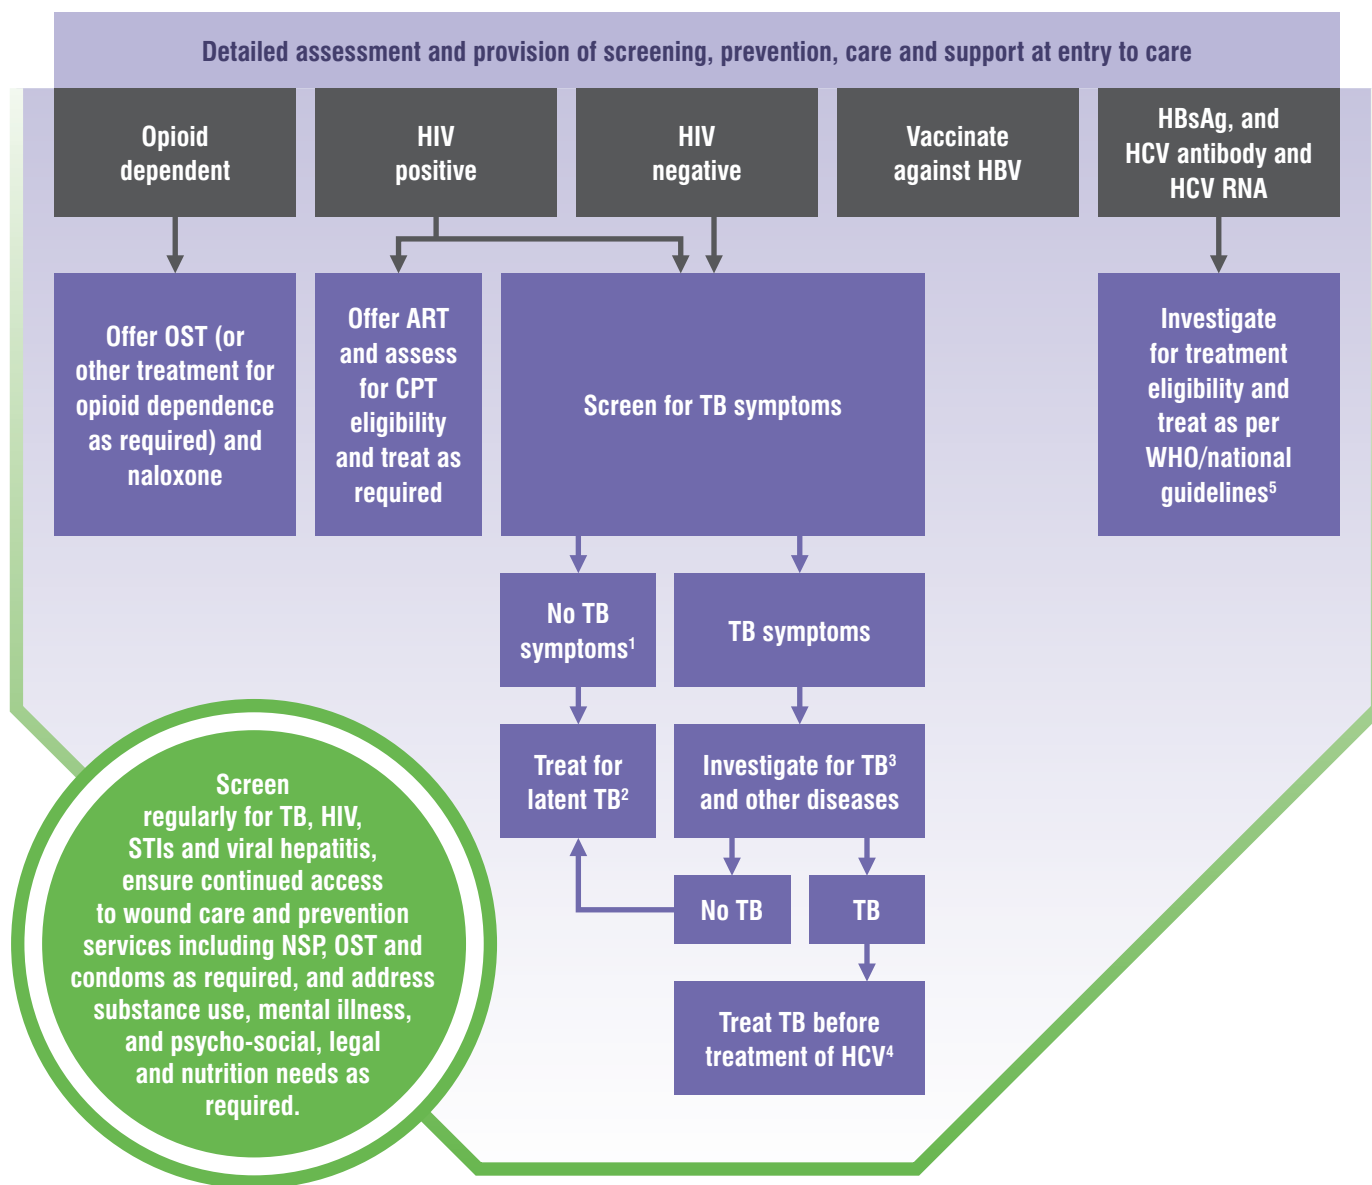 Detailed assessment and provision of screening, prevention, care and support at entry to care
Opioid
dependent
HIV
positive
HIV
negative
Vaccinate
against HBV
HBsAg, and
HCV antibody and
HCV RNA
Offer OST (or
other treatment for
opioid dependence
as required) and
naloxone
Offer ART
and assess
for CPT
eligibility
and treat as
required
Screen for TB symptoms
Investigate
for treatment
eligibility and
treat as per
WHO/national
guidelines⁵
No TB
symptoms¹
TB symptoms
Treat for
latent TB²
Investigate for TB³
and other diseases
No TB
TB
Treat TB before
treatment of HCV⁴
Screen
regularly for TB, HIV,
STIs and viral hepatitis,
ensure continued access
to wound care and prevention
services including NSP, OST and
condoms as required, and address
substance use, mental illness,
and psycho-social, legal
and nutrition needs as
required.